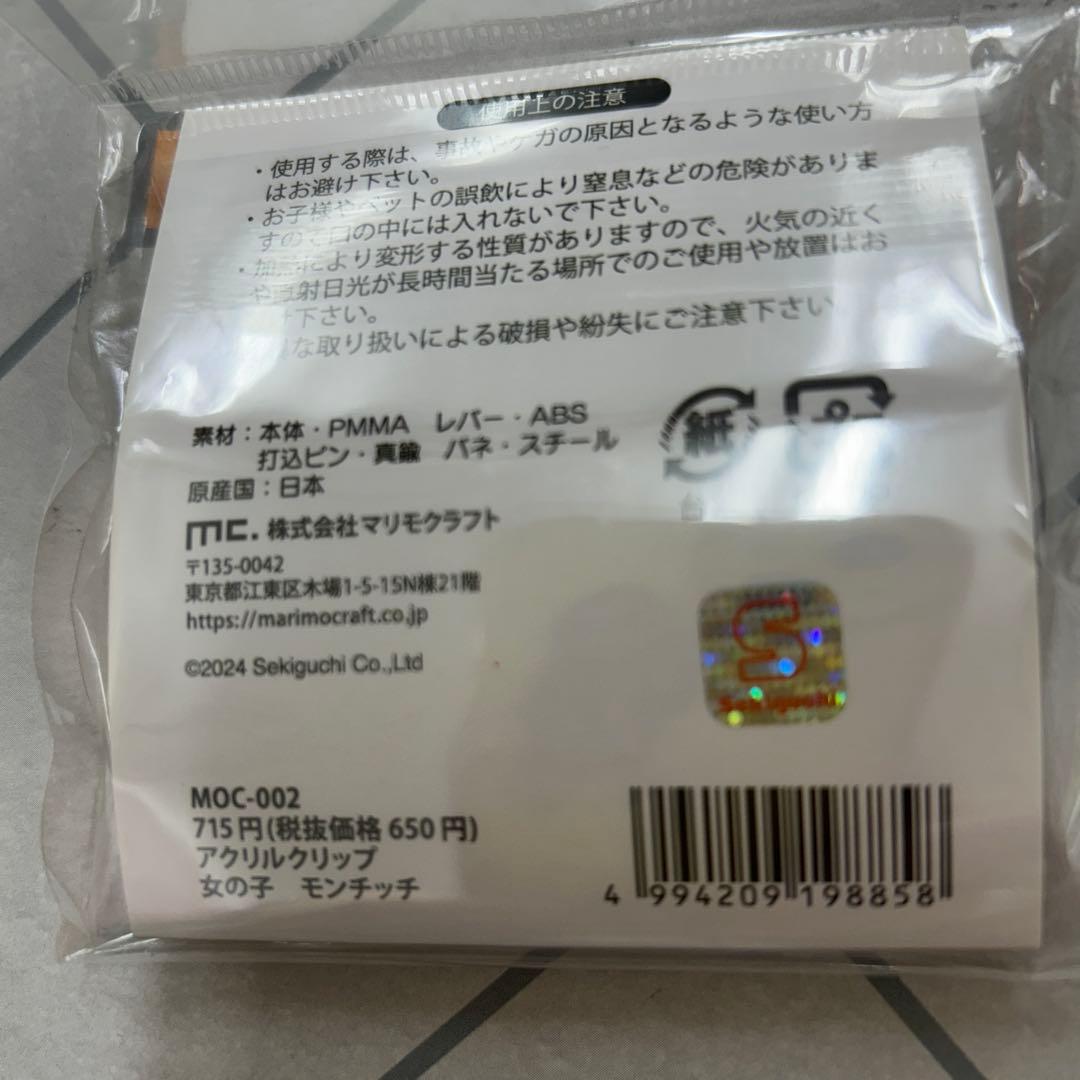 使用上の注意
・使用する際は、事故やケガの原因となるような使い方
はお避け下さい。
・お子様やペットの誤飲により窒息などの危険がありま
すので口の中には入れないで下さい。
・加熱により変形する性質がありますので、火気の近く
や直射日光が長時間当たる場所でのご使用や放置はお
け下さい。
な取り扱いによる破損や紛失にご注意下さい
素材：本体・PMMA レバー・ABS
打込ピン・真鍮 バネ・スチール
原産国：日本
紙
プ
mc. 株式会社マリモクラフト
〒135-0042
東京都江東区木場1-5-15N棟21階
https://marimocraft.co.jp
©2024 Sekiguchi Co.,Ltd
S
Sekiguchi
MOC-002
715円(税抜価格 650円)
アクリルクリップ
女の子 モンチッチ
4 994209 198858